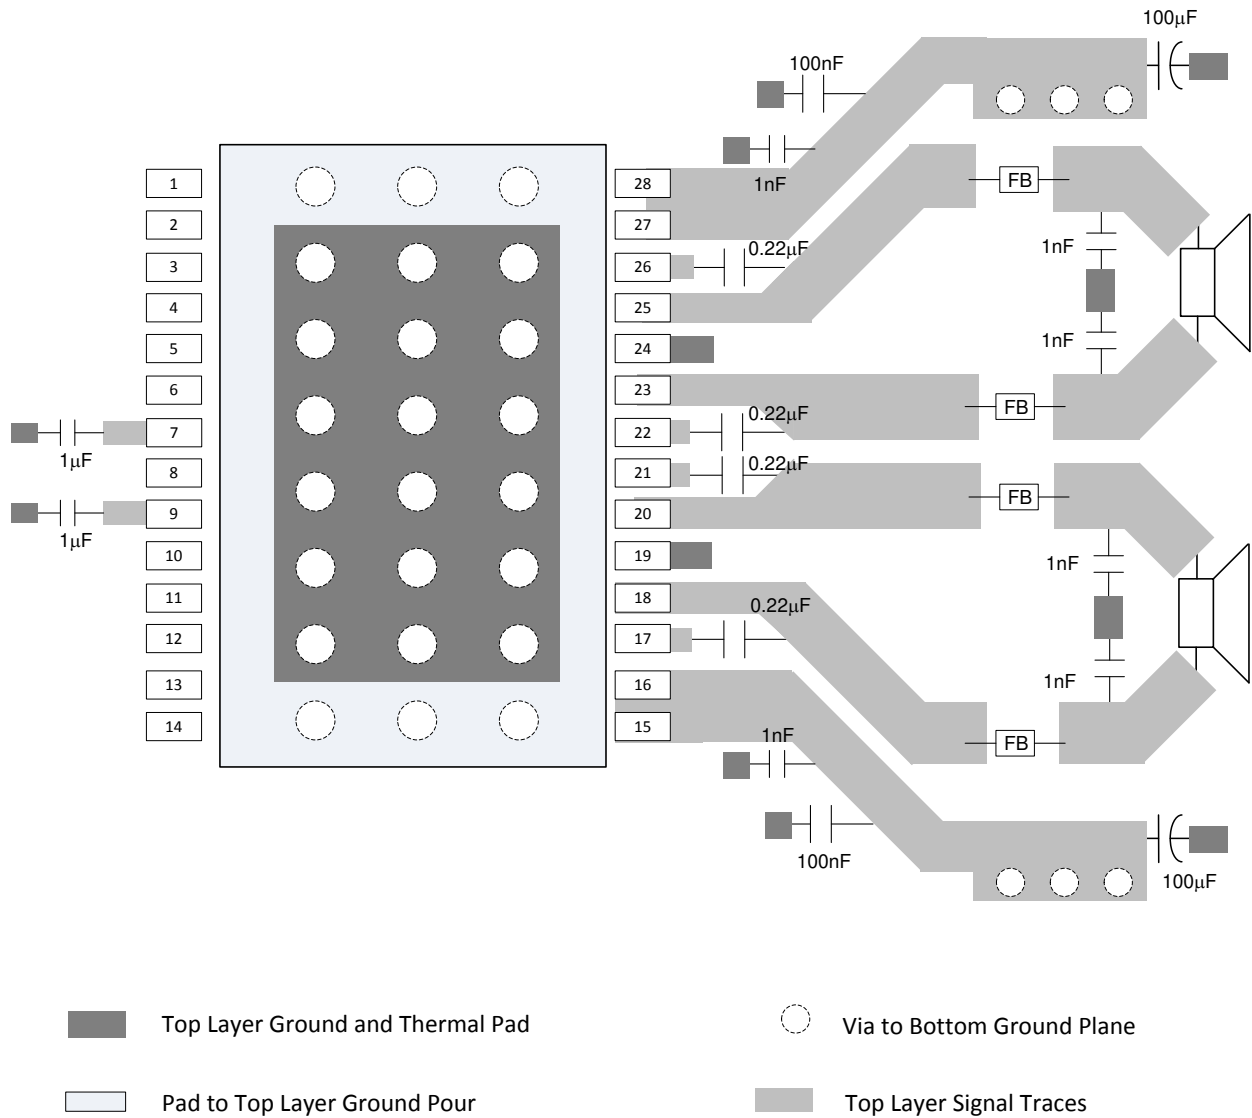 100µF
100nF
1nF
1
28
FB
2
27
1nF
0.22µF
3
26
4
25
5
24
1nF
6
23
FB
0.22µF
7
22
1µF
0.22µF
8
21
FB
9
20
1µF
10
19
1nF
11
18
0.22µF
12
17
13
16
1nF
14
15
1nF
FB
100nF
100µF
Top Layer Ground and Thermal Pad
Via to Bottom Ground Plane
Pad to Top Layer Ground Pour
Top Layer Signal Traces